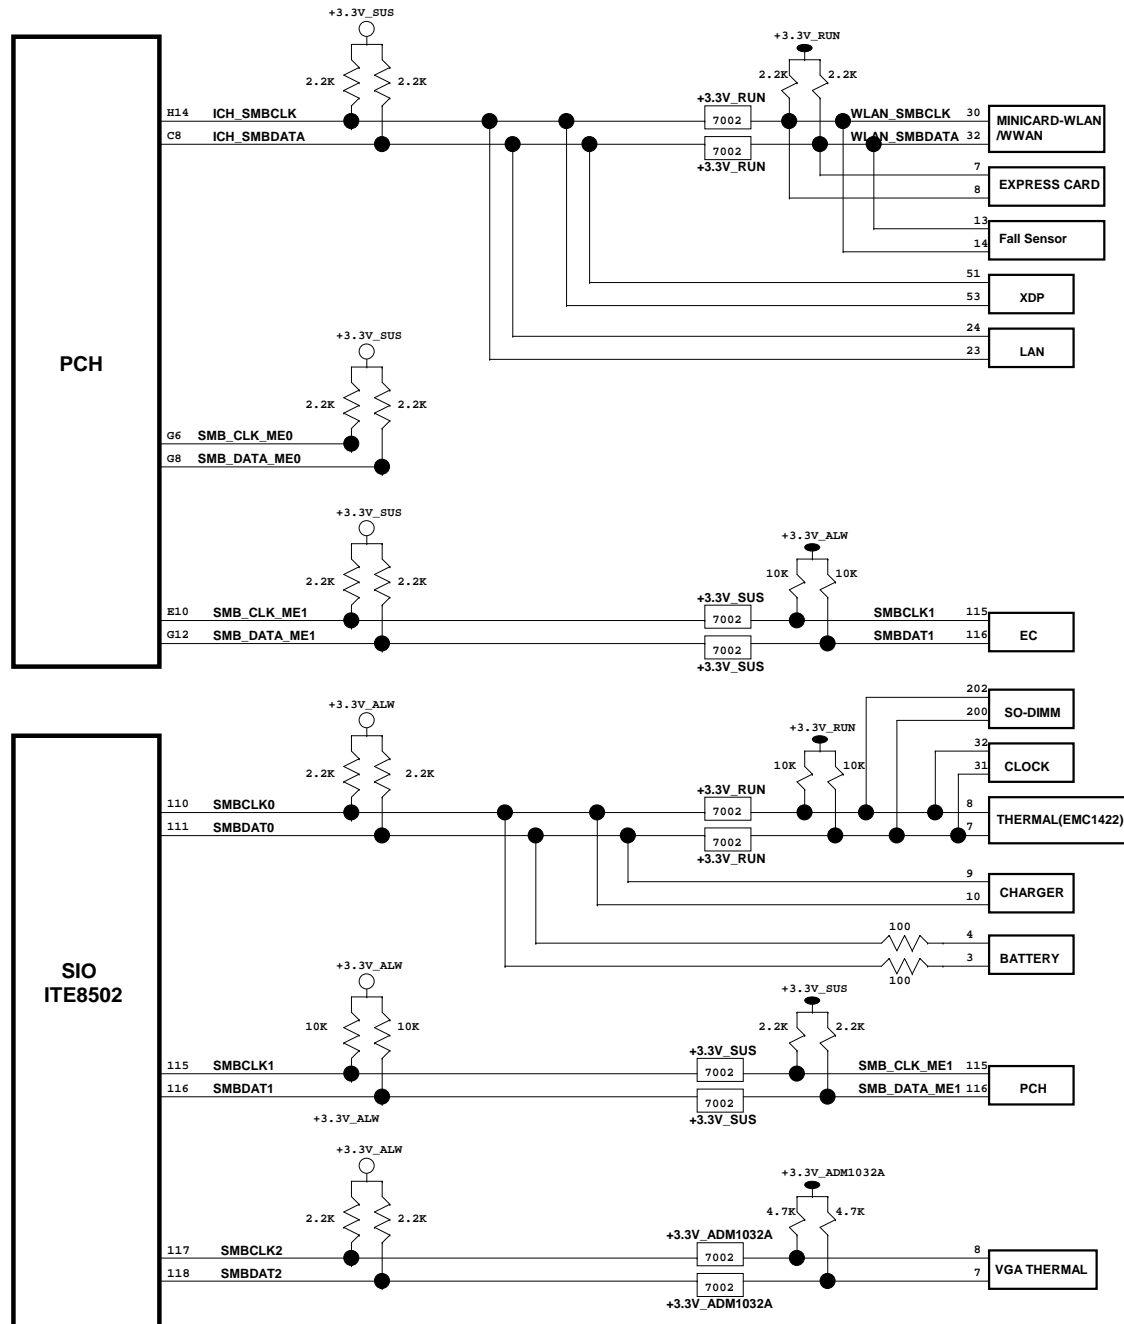 +3.3V_SUS
+3.3V_RUN
2.2K 2.2K
2.2K 2.2K
+3.3V_RUN
H14 ICH_SMBCLK 7002 WLAN_SMBCLK 30
C8 ICH_SMBDATA 7002 WLAN_SMBDATA 32
MINICARD-WLAN
/WWAN
+3.3V_RUN
7
8
EXPRESS CARD
13
14
Fall Sensor
51
53
XDP
24
23
LAN
+3.3V_SUS
PCH
2.2K 2.2K
G6 SMB_CLK_ME0
G8 SMB_DATA_ME0
+3.3V_SUS
+3.3V_ALW
2.2K 2.2K
10K 10K
+3.3V_SUS
E10 SMB_CLK_ME1 7002 SMBCLK1 115
G12 SMB_DATA_ME1 7002 SMBDAT1 116
EC
+3.3V_SUS
202
200
SO-DIMM
+3.3V_ALW
+3.3V_RUN
32
31
CLOCK
2.2K 2.2K
10K 10K
+3.3V_RUN
110 SMBCLK0 7002 8
111 SMBDAT0 7002 7
THERMAL(EMC1422)
+3.3V_RUN
9
10
CHARGER
100
4
3
BATTERY
100
SIO
ITE8502
+3.3V_ALW
+3.3V_SUS
10K 10K
2.2K 2.2K
+3.3V_SUS
115 SMBCLK1 7002 SMB_CLK_ME1 115
116 SMBDAT1 7002 SMB_DATA_ME1 116
PCH
+3.3V_ALW
+3.3V_SUS
+3.3V_ALW
+3.3V_ADM1032A
2.2K 2.2K
4.7K 4.7K
+3.3V_ADM1032A
117 SMBCLK2 7002 8
118 SMBDAT2 7002 7
VGA THERMAL
+3.3V_ADM1032A